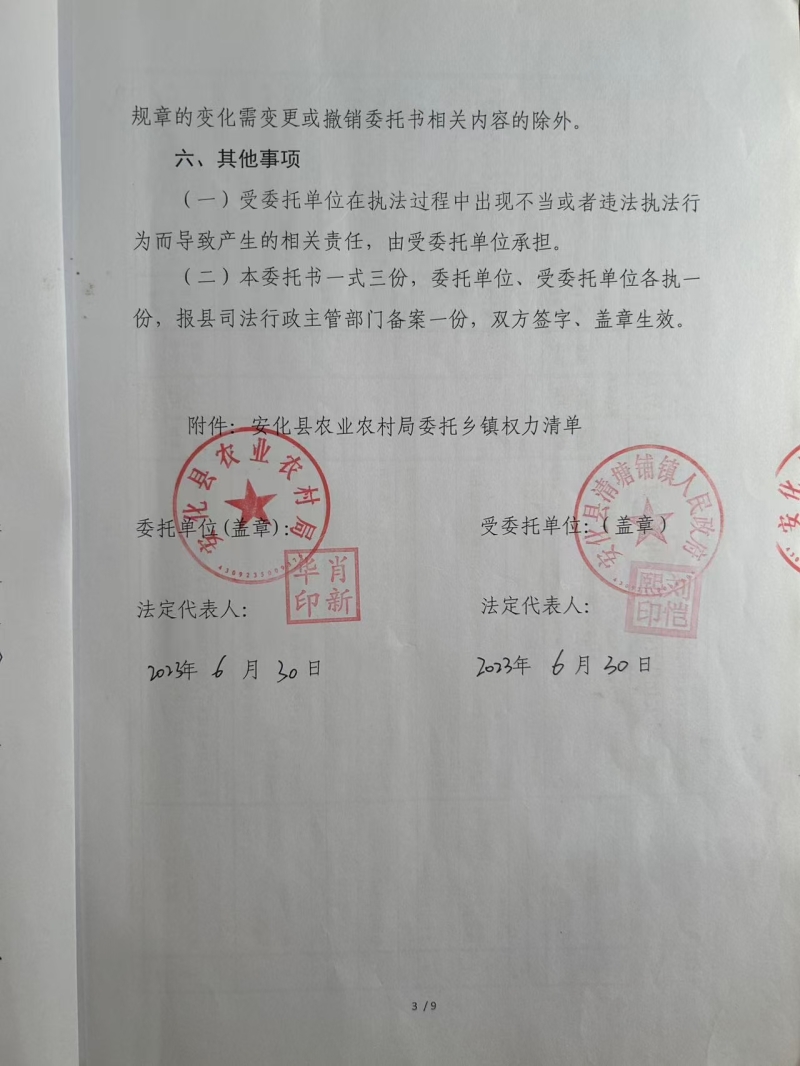 规章的变化需变更或撤销委托书相关内容的除外。
六、其他事项
（一）受委托单位在执法过程中出现不当或者违法执法行
为而导致产生的相关责任，由受委托单位承担。
（二）本委托书一式三份，委托单位、受委托单位各执一
份，报县司法行政主管部门备案一份，双方签字、盖章生效。
附件：安化县农业农村局委托乡镇权力清单
安化县农业农村局
委托单位(盖章)：
安化县清塘铺镇人民政府
受委托单位：（盖章）
安化
肖新华印
法定代表人：
刘恺熙印
法定代表人：
2023年 6 月 30日
2023年 6 月 30日
3 / 9